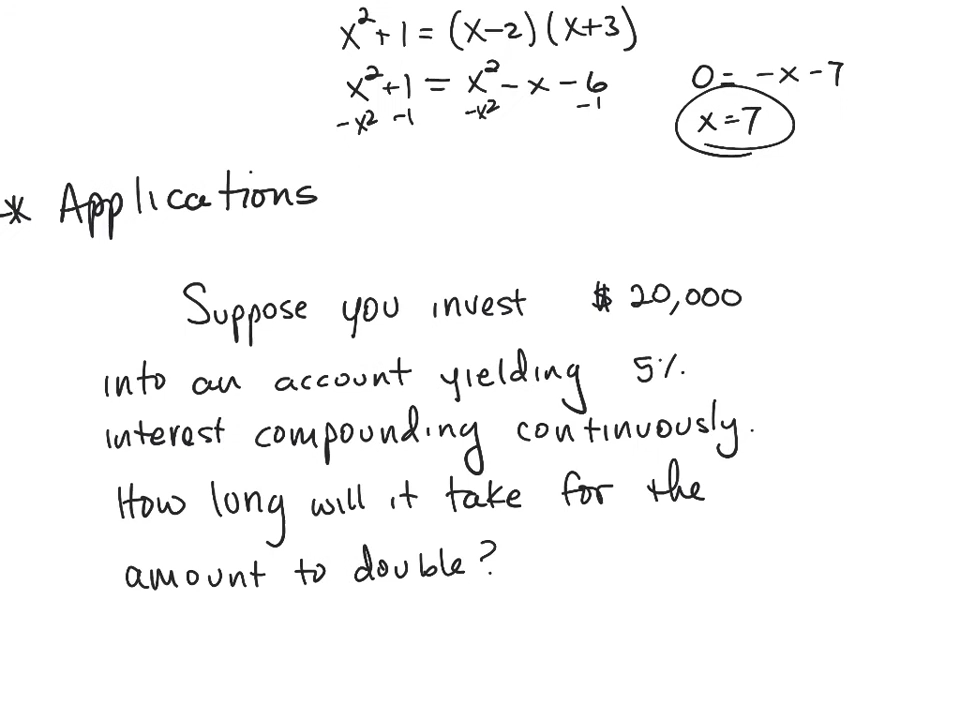 x²+1 = (x-2)(x+3)
x²+1 = x² - x - 6
-x² -1 -x² -1
0 = -x - 7
x = 7
* Applications
Suppose you invest $ 20,000
into an account yielding 5%
interest compounding continuously.
How long will it take for the
amount to double?